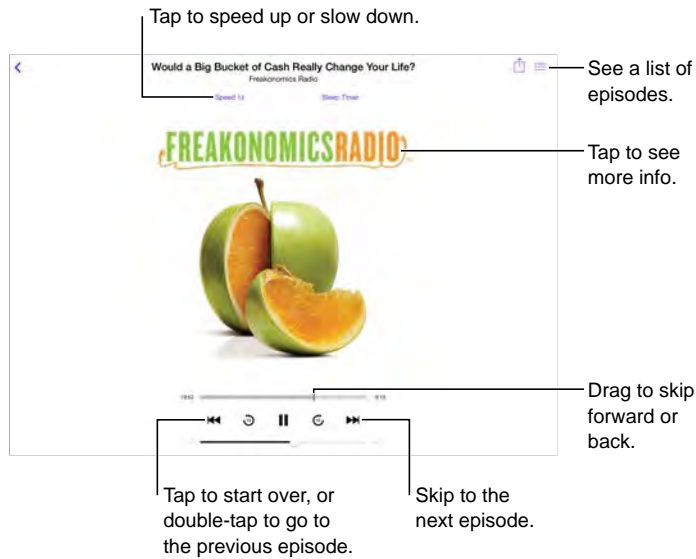 Tap to speed up or slow down.
Would a Big Bucket of Cash Really Change Your Life?
Freakonomics Radio
Speed 1x
Sleep Timer
See a list of
episodes.
FREAKONOMICSRADIO
Tap to see
more info.
Drag to skip
forward or
back.
Tap to start over, or
double-tap to go to
the previous episode.
Skip to the
next episode.